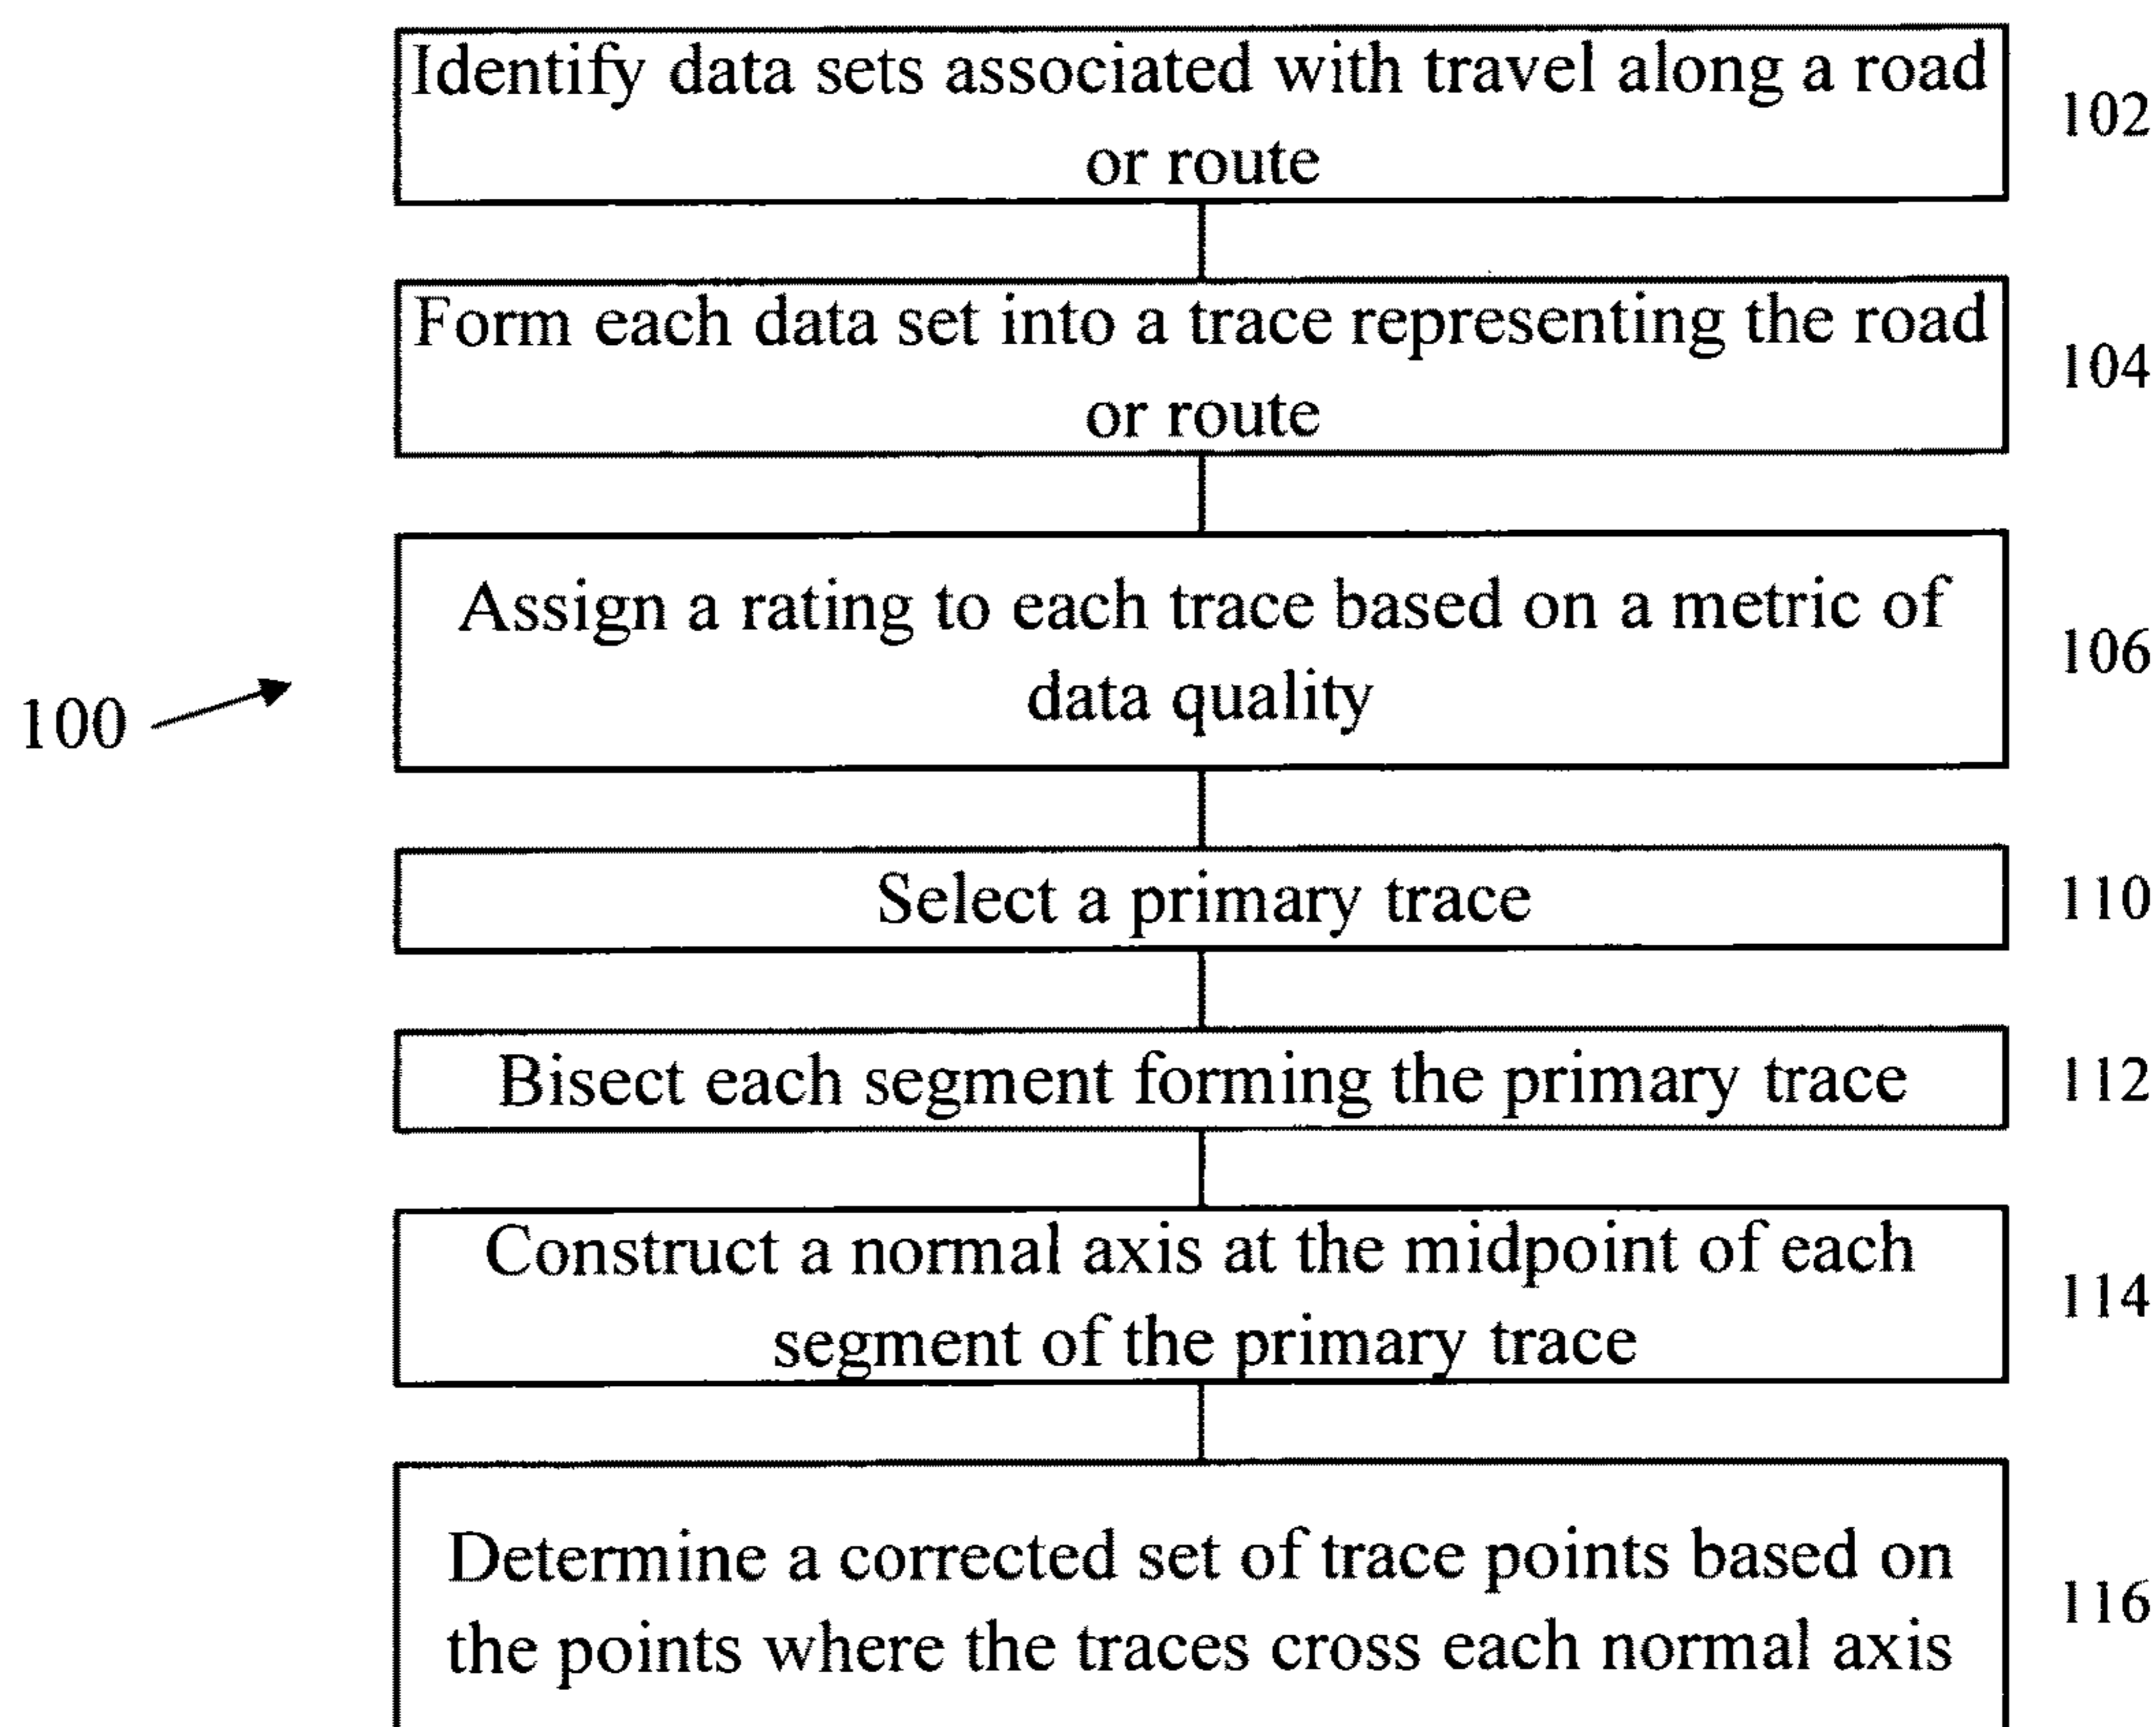 Identify data sets associated with travel along a road
or route
102
Form each data set into a trace representing the road
or route
104
Assign a rating to each trace based on a metric of
data quality
106
100
Select a primary trace
110
Bisect each segment forming the primary trace
112
Construct a normal axis at the midpoint of each
segment of the primary trace
114
Determine a corrected set of trace points based on
the points where the traces cross each normal axis
116